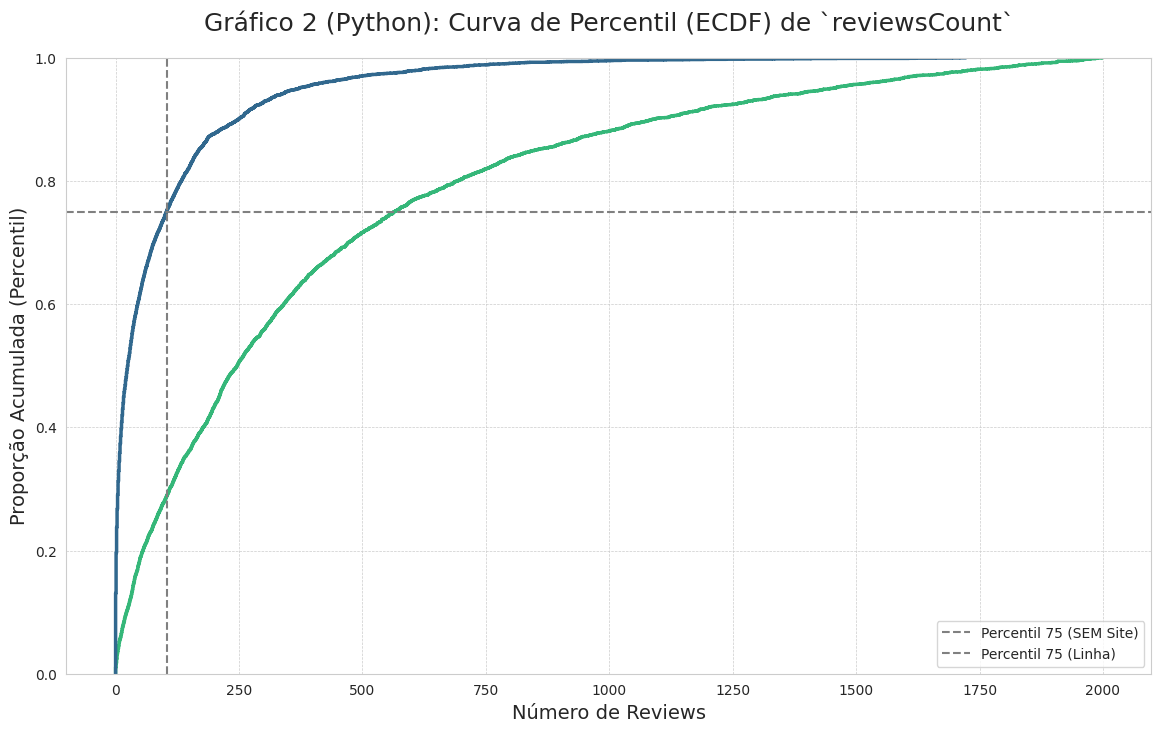 Gráfico 2 (Python): Curva de Percentil (ECDF) de `reviewsCount`
Proporção Acumulada (Percentil)
1.0
0.8
0.6
0.4
0.2
0.0
0 250 500 750 1000 1250 1500 1750 2000
Número de Reviews
Percentil 75 (SEM Site)
Percentil 75 (Linha)